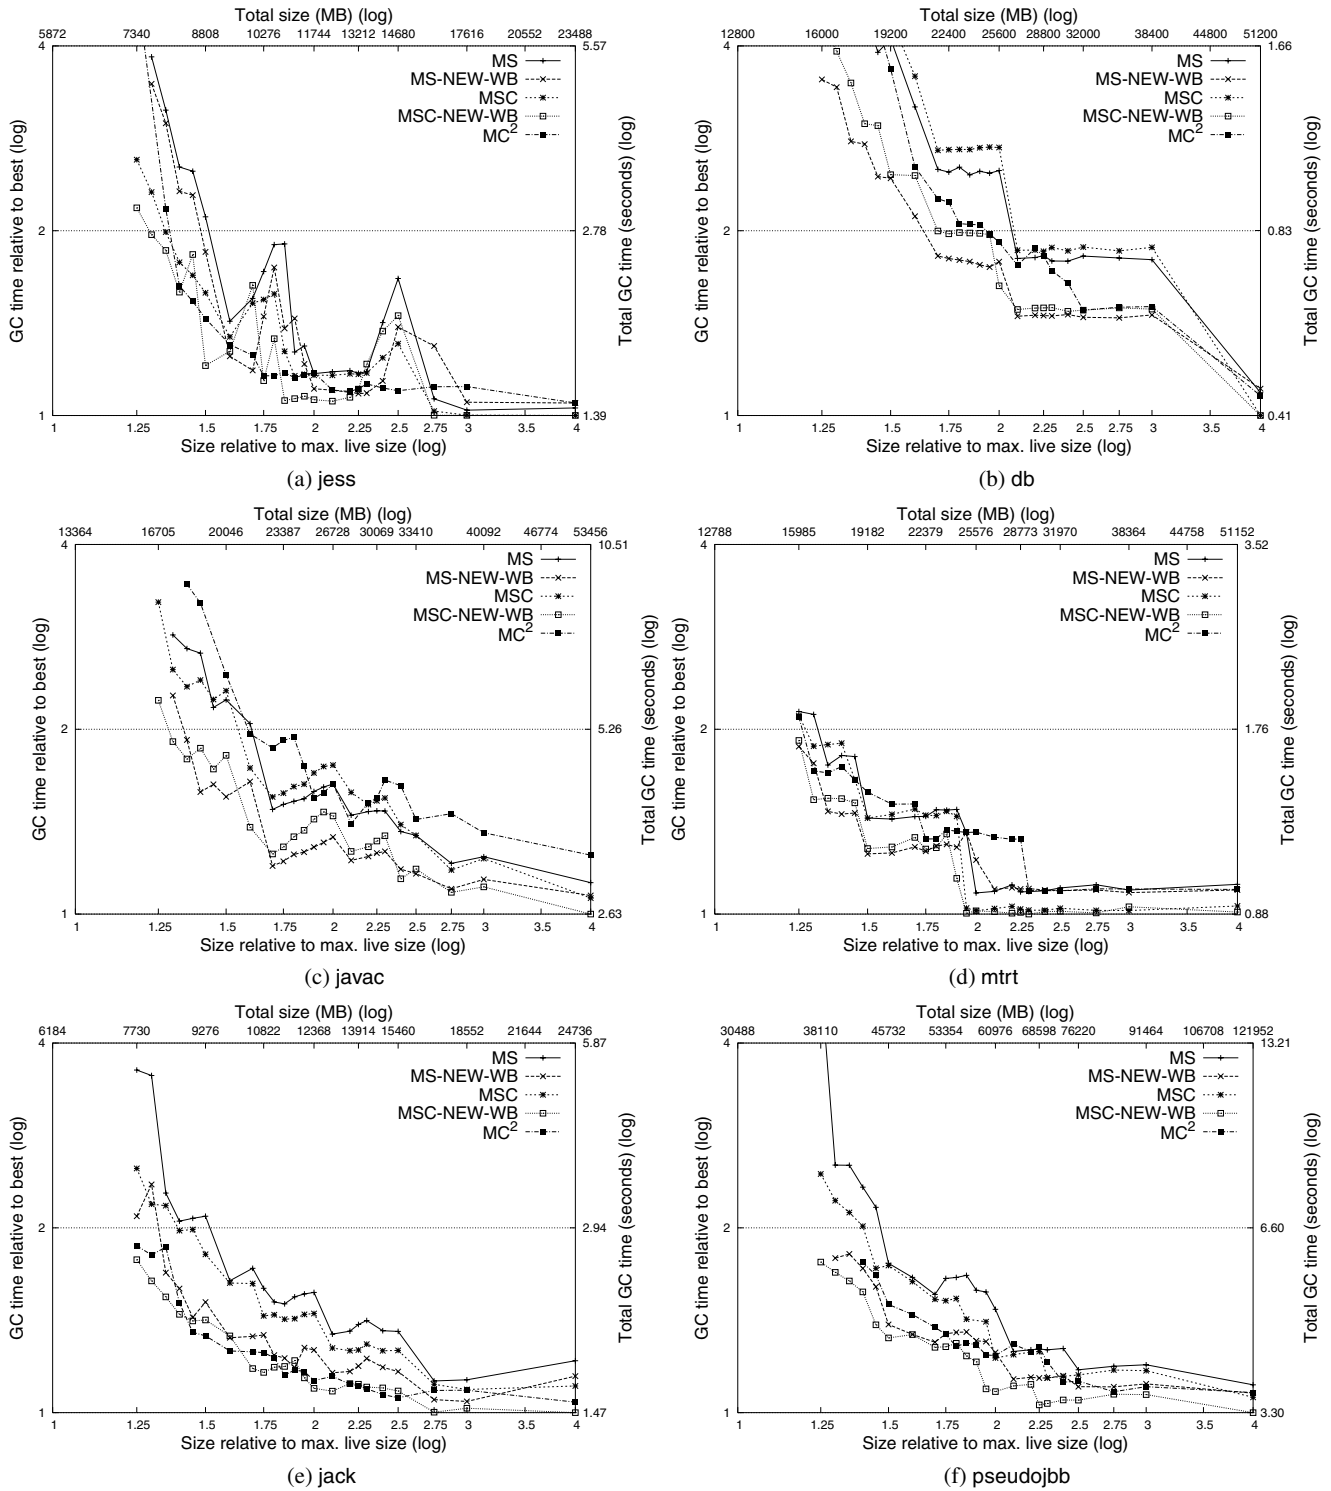 Total size (MB) (log)
5872 7340 8808 10276 11744 13212 14680 17616 20552 23488
4 5.57
MS
MS-NEW-WB
MSC
MSC-NEW-WB
MC2
GC time relative to best (log)
Total GC time (seconds) (log)
2 2.78
1 1.39
1 1.25 1.5 1.75 2 2.25 2.5 2.75 3 3.5 4
Size relative to max. live size (log)
(a) jess
Total size (MB) (log)
12800 16000 19200 22400 25600 28800 32000 38400 44800 51200
4 1.66
MS
MS-NEW-WB
MSC
MSC-NEW-WB
MC2
GC time relative to best (log)
Total GC time (seconds) (log)
2 0.83
1 0.41
1 1.25 1.5 1.75 2 2.25 2.5 2.75 3 3.5 4
Size relative to max. live size (log)
(b) db
Total size (MB) (log)
13364 16705 20046 23387 26728 30069 33410 40092 46774 53456
4 10.51
MS
MS-NEW-WB
MSC
MSC-NEW-WB
MC2
GC time relative to best (log)
Total GC time (seconds) (log)
2 5.26
1 2.63
1 1.25 1.5 1.75 2 2.25 2.5 2.75 3 3.5 4
Size relative to max. live size (log)
(c) javac
Total size (MB) (log)
12788 15985 19182 22379 25576 28773 31970 38364 44758 51152
4 3.52
MS
MS-NEW-WB
MSC
MSC-NEW-WB
MC2
GC time relative to best (log)
Total GC time (seconds) (log)
2 1.76
1 0.88
1 1.25 1.5 1.75 2 2.25 2.5 2.75 3 3.5 4
Size relative to max. live size (log)
(d) mtrt
Total size (MB) (log)
6184 7730 9276 10822 12368 13914 15460 18552 21644 24736
4 5.87
MS
MS-NEW-WB
MSC
MSC-NEW-WB
MC2
GC time relative to best (log)
Total GC time (seconds) (log)
2 2.94
1 1.47
1 1.25 1.5 1.75 2 2.25 2.5 2.75 3 3.5 4
Size relative to max. live size (log)
(e) jack
Total size (MB) (log)
30488 38110 45732 53354 60976 68598 76220 91464 106708 121952
4 13.21
MS
MS-NEW-WB
MSC
MSC-NEW-WB
MC2
GC time relative to best (log)
Total GC time (seconds) (log)
2 6.60
1 3.30
1 1.25 1.5 1.75 2 2.25 2.5 2.75 3 3.5 4
Size relative to max. live size (log)
(f) pseudojbb